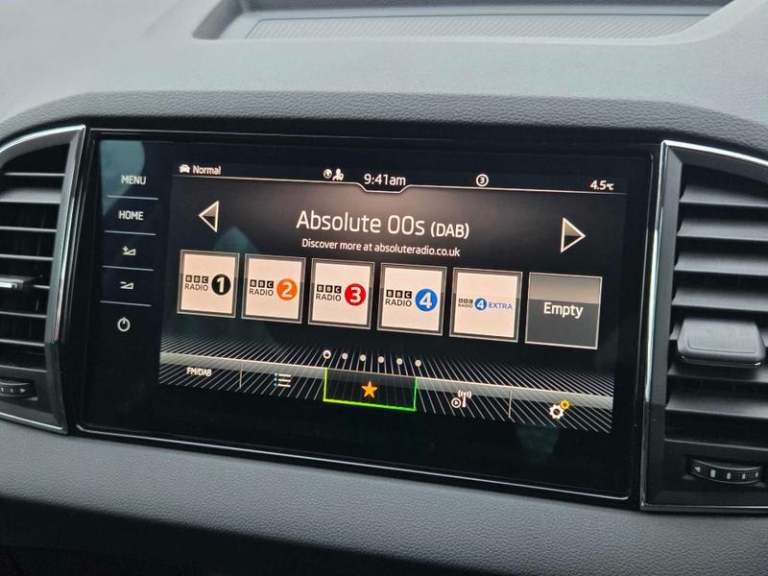 MENU
HOME
Normal
9:41am
3
4.5°C
Absolute 00s (DAB)
Discover more at absoluteradio.co.uk
BBC RADIO 1
BBC RADIO 2
BBC RADIO 3
BBC RADIO 4
BBC RADIO 4 EXTRA
Empty
FM/DAB